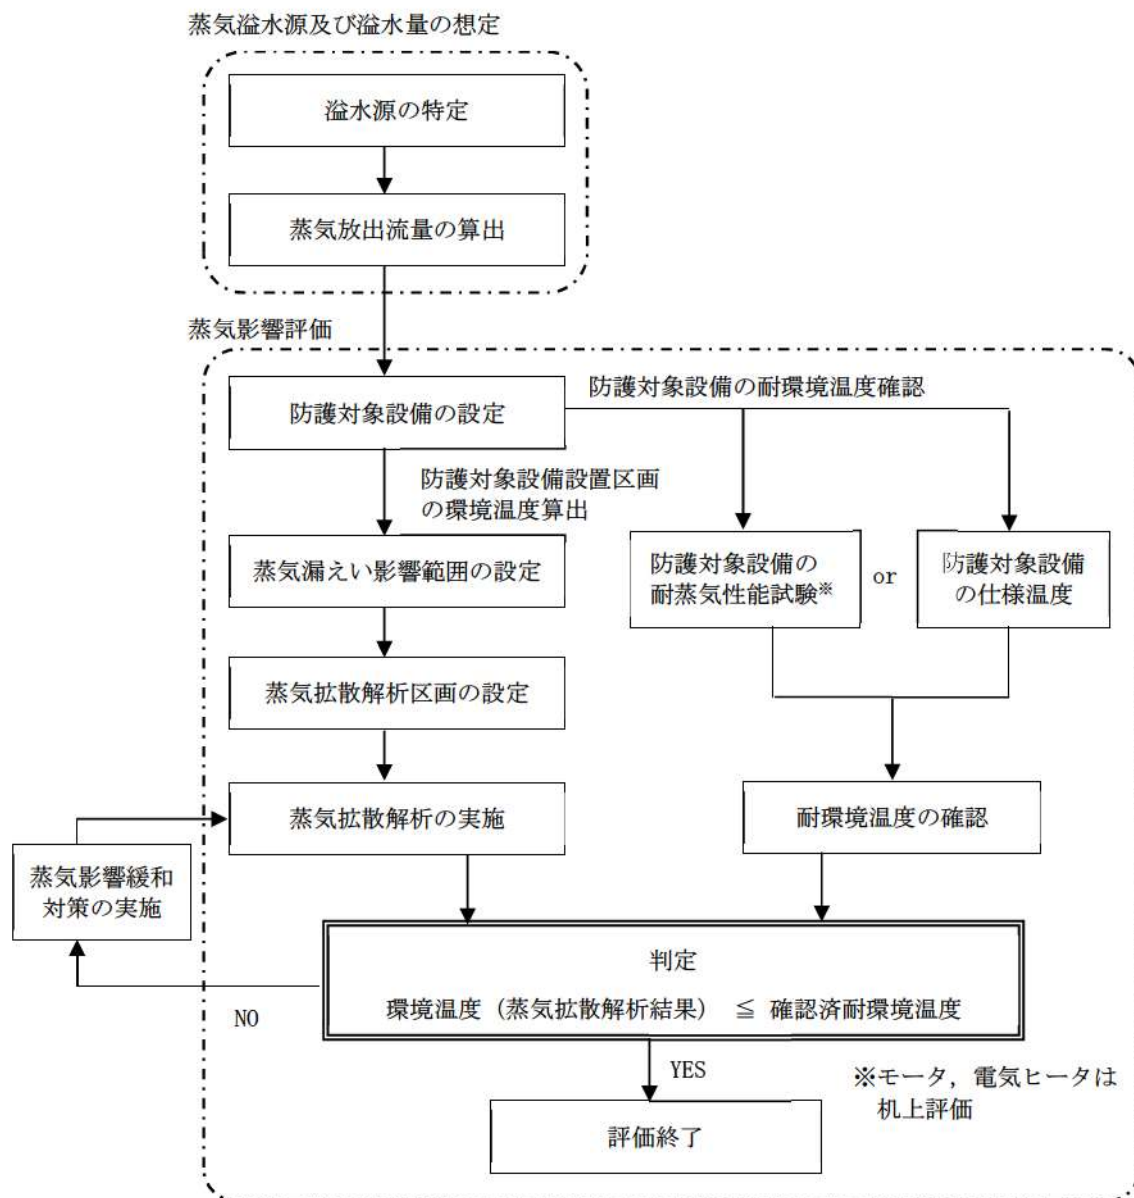 蒸気溢水源及び溢水量の想定
溢水源の特定
蒸気放出流量の算出
蒸気影響評価
防護対象設備の設定
防護対象設備の耐環境温度確認
防護対象設備設置区画
の環境温度算出
蒸気漏えい影響範囲の設定
防護対象設備の
耐蒸気性能試験※
or
防護対象設備
の仕様温度
蒸気拡散解析区画の設定
蒸気拡散解析の実施
耐環境温度の確認
蒸気影響緩和
対策の実施
判定
環境温度（蒸気拡散解析結果） ≦ 確認済耐環境温度
NO
YES
※モータ，電気ヒータは
机上評価
評価終了